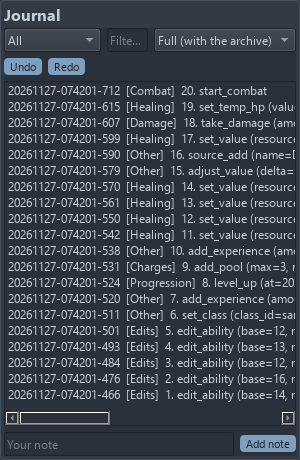 Journal
All Filte... Full (with the archive)
Undo Redo
20261127-074201-712 [Combat] 20. start_combat
20261127-074201-615 [Healing] 19. set_temp_hp (valu
20261127-074201-607 [Damage] 18. take_damage (amo
20261127-074201-599 [Healing] 17. set_value (resourc
20261127-074201-590 [Other] 16. source_add (name=D
20261127-074201-579 [Other] 15. adjust_value (delta=
20261127-074201-570 [Healing] 14. set_value (resourc
20261127-074201-561 [Healing] 13. set_value (resourc
20261127-074201-550 [Healing] 12. set_value (resourc
20261127-074201-542 [Healing] 11. set_value (resourc
20261127-074201-538 [Other] 10. add_experience (amo
20261127-074201-531 [Charges] 9. add_pool (max=3, n
20261127-074201-524 [Progression] 8. level_up (at=20
20261127-074201-520 [Other] 7. add_experience (amou
20261127-074201-511 [Other] 6. set_class (class_id=sam
20261127-074201-501 [Edits] 5. edit_ability (base=12, n
20261127-074201-493 [Edits] 4. edit_ability (base=13, n
20261127-074201-484 [Edits] 3. edit_ability (base=12, n
20261127-074201-476 [Edits] 2. edit_ability (base=16, n
20261127-074201-466 [Edits] 1. edit_ability (base=14, n
Your note Add note